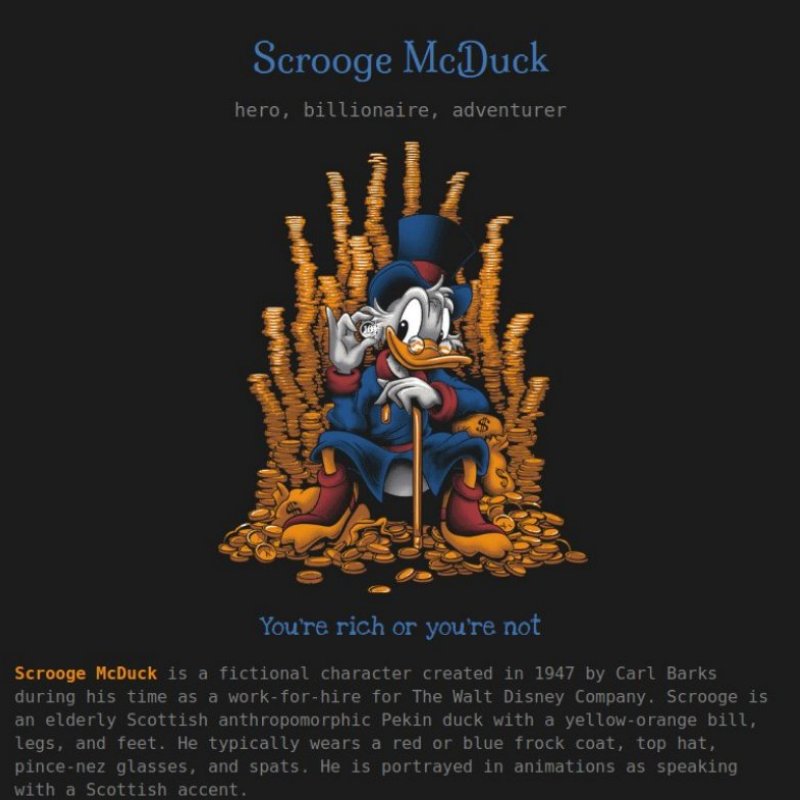 Scrooge McDuck
hero, billionaire, adventurer
10
$
$
You're rich or you're not
Scrooge McDuck is a fictional character created in 1947 by Carl Barks
during his time as a work-for-hire for The Walt Disney Company. Scrooge is
an elderly Scottish anthropomorphic Pekin duck with a yellow-orange bill,
legs, and feet. He typically wears a red or blue frock coat, top hat,
pince-nez glasses, and spats. He is portrayed in animations as speaking
with a Scottish accent.